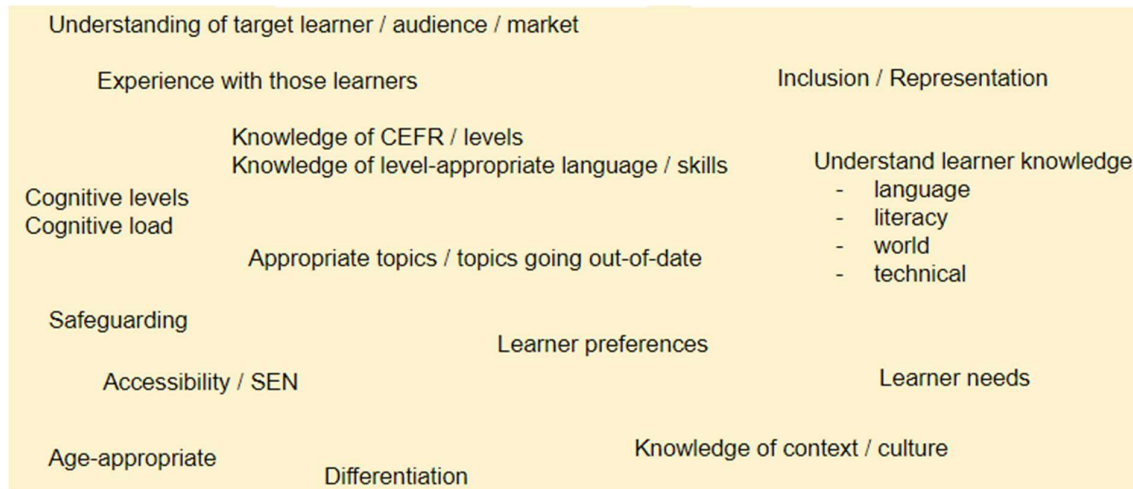 Understanding of target learner / audience / market
Experience with those learners
Inclusion / Representation
Knowledge of CEFR / levels
Knowledge of level-appropriate language / skills
Understand learner knowledge
- language
- literacy
- world
- technical
Cognitive levels
Cognitive load
Appropriate topics / topics going out-of-date
Safeguarding
Learner preferences
Accessibility / SEN
Learner needs
Knowledge of context / culture
Age-appropriate
Differentiation